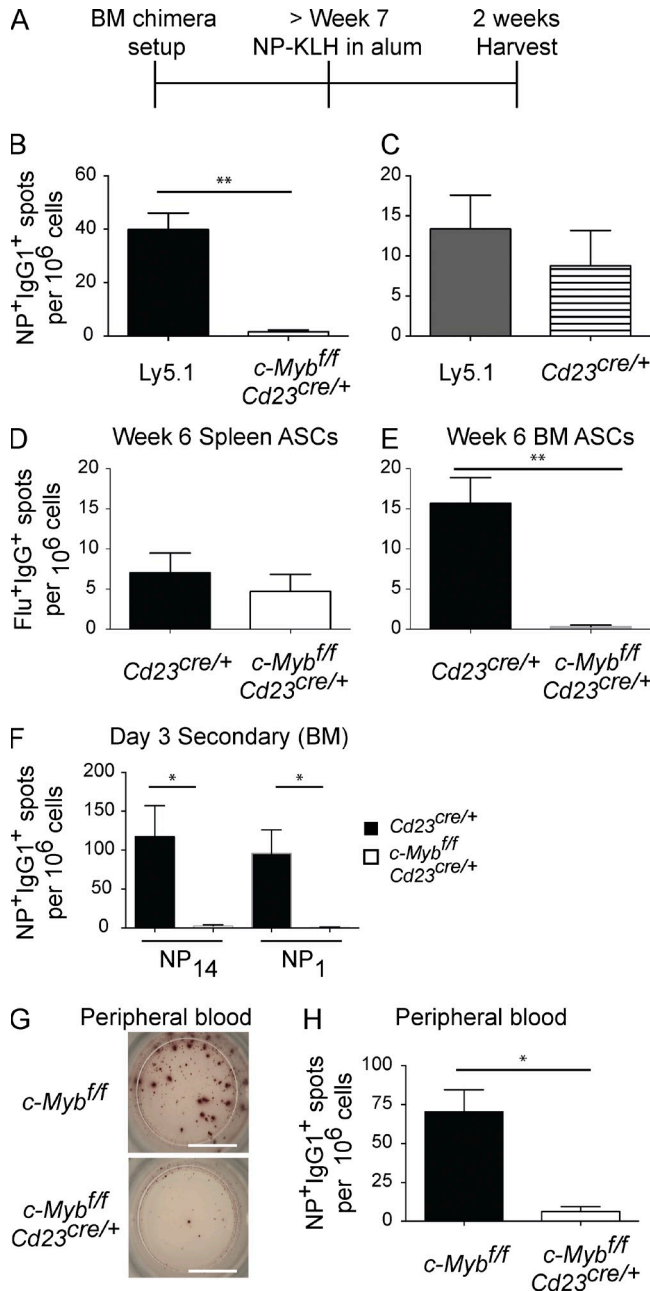 A
BM chimera setup
> Week 7 NP-KLH in alum
2 weeks Harvest
B
NP+IgG1+ spots per 10^6 cells
60
40
20
0
**
Ly5.1
c-Myb^f/f Cd23^cre/+
C
20
15
10
5
0
Ly5.1
Cd23^cre/+
D
Week 6 Spleen ASCs
Flu+IgG+ spots per 10^6 cells
20
15
10
5
0
Cd23^cre/+
c-Myb^f/f Cd23^cre/+
E
Week 6 BM ASCs
20
15
10
5
0
**
Cd23^cre/+
c-Myb^f/f Cd23^cre/+
F
Day 3 Secondary (BM)
NP+IgG1+ spots per 10^6 cells
200
150
100
50
0
*
*
NP14
NP1
Cd23^cre/+
c-Myb^f/f Cd23^cre/+
G
Peripheral blood
c-Myb^f/f
c-Myb^f/f Cd23^cre/+
H
Peripheral blood
NP+IgG1+ spots per 10^6 cells
100
75
50
25
0
*
c-Myb^f/f
c-Myb^f/f Cd23^cre/+